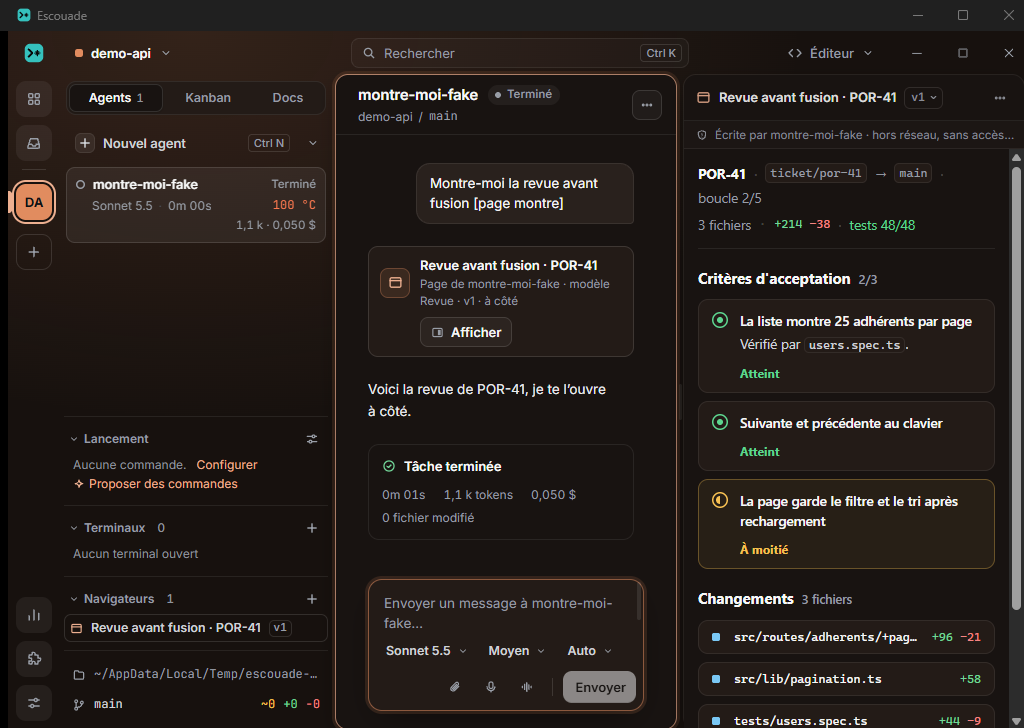 Escouade
demo-api
Rechercher
Ctrl K
Éditeur
Agents 1
Kanban
Docs
Nouvel agent
Ctrl N
montre-moi-fake
Terminé
Sonnet 5.5 · 0m 00s
100 °C
1,1 k · 0,050 $
DA
Lancement
Aucune commande. Configurer
Proposer des commandes
Terminaux 0
Aucun terminal ouvert
Navigateurs 1
Revue avant fusion · POR-41 v1
~/AppData/Local/Temp/escouade-…
main
~0 +0 -0
montre-moi-fake
Terminé
demo-api / main
Montre-moi la revue avant
fusion [page montre]
Revue avant fusion · POR-41
Page de montre-moi-fake · modèle
Revue · v1 · à côté
Afficher
Voici la revue de POR-41, je te l’ouvre
à côté.
Tâche terminée
0m 01s 1,1 k tokens 0,050 $
0 fichier modifié
Envoyer un message à montre-moi-
fake…
Sonnet 5.5 Moyen Auto
Envoyer
Revue avant fusion · POR-41 v1
Écrite par montre-moi-fake · hors réseau, sans accès…
POR-41 · ticket/por-41 → main ·
boucle 2/5
3 fichiers · +214 −38 · tests 48/48
Critères d'acceptation 2/3
La liste montre 25 adhérents par page
Vérifié par users.spec.ts.
Atteint
Suivante et précédente au clavier
Atteint
La page garde le filtre et le tri après
rechargement
À moitié
Changements 3 fichiers
src/routes/adherents/+pag… +96 −21
src/lib/pagination.ts +58
tests/users.spec.ts +44 −9